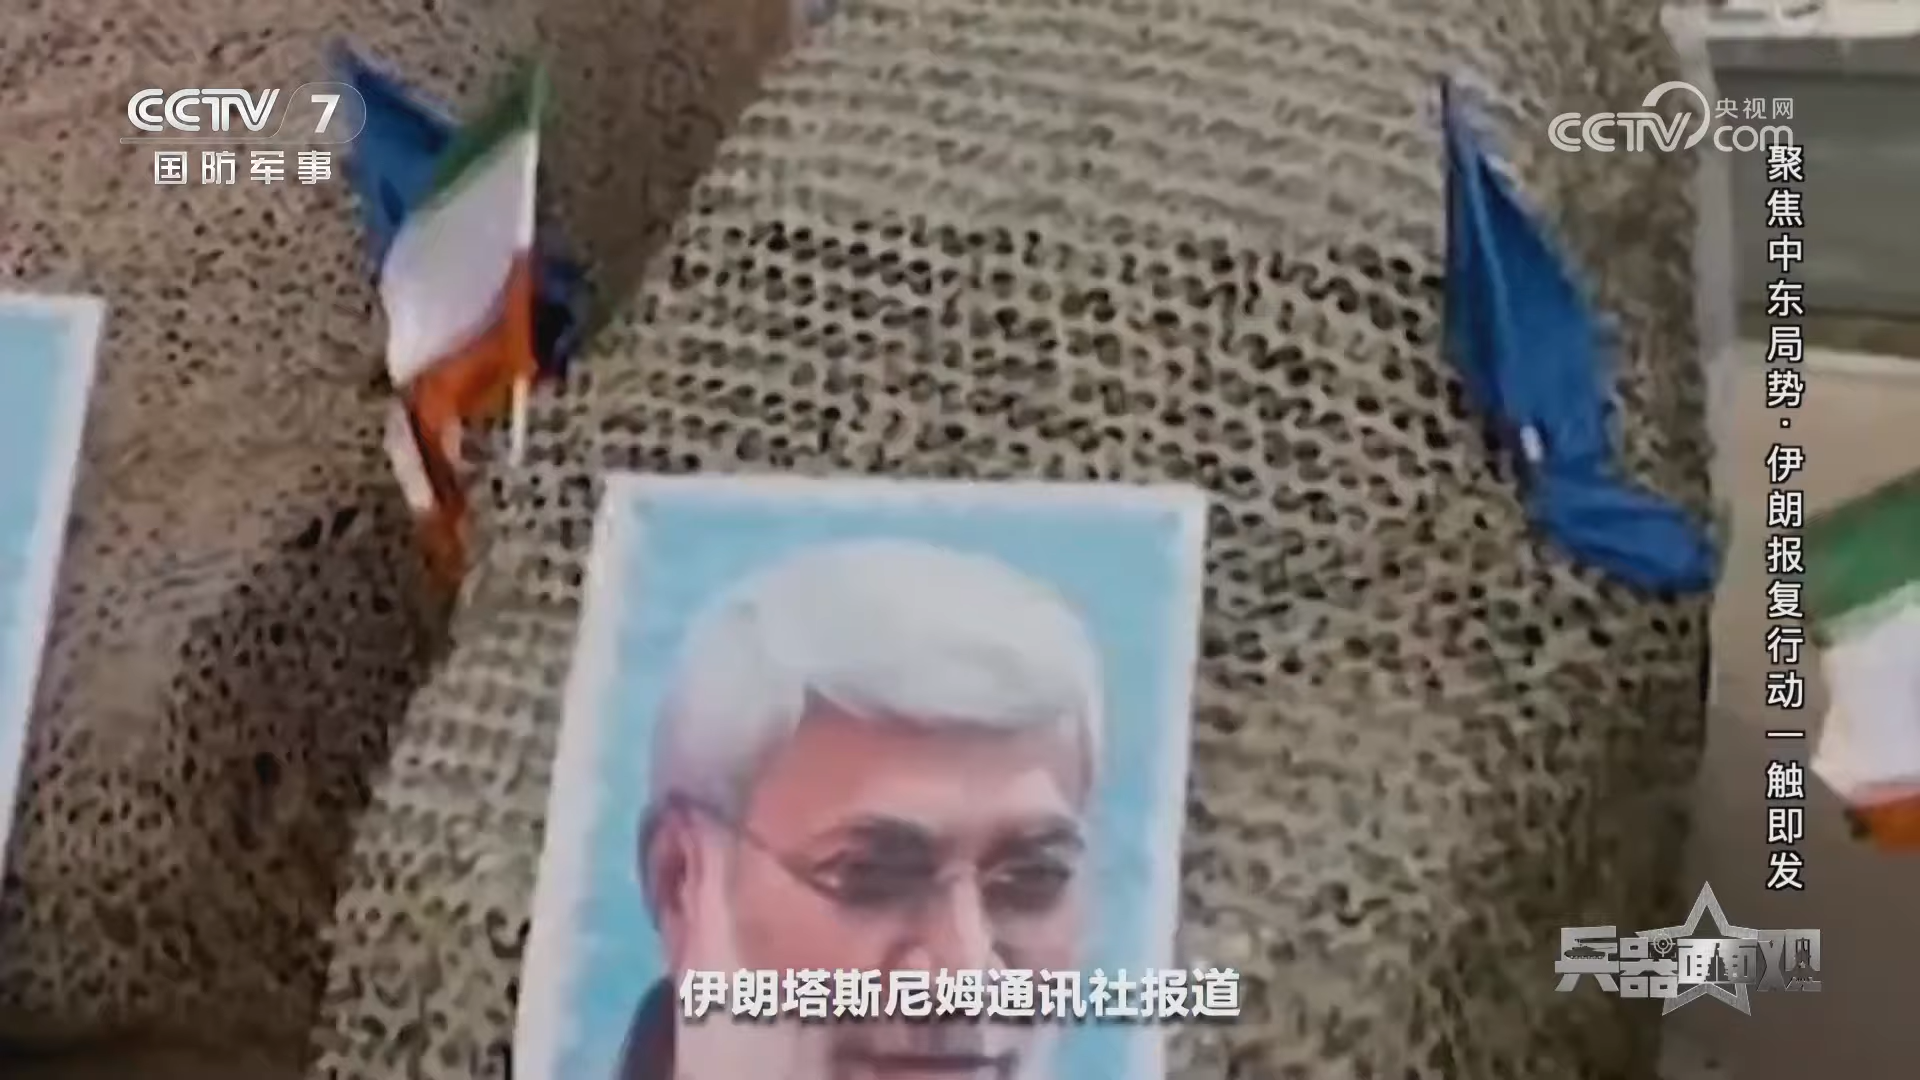 CCTV 7
国防军事
CCTV 央视网
com
聚焦中东局势·伊朗报复行动一触即发
兵器面面观
伊朗塔斯尼姆通讯社报道